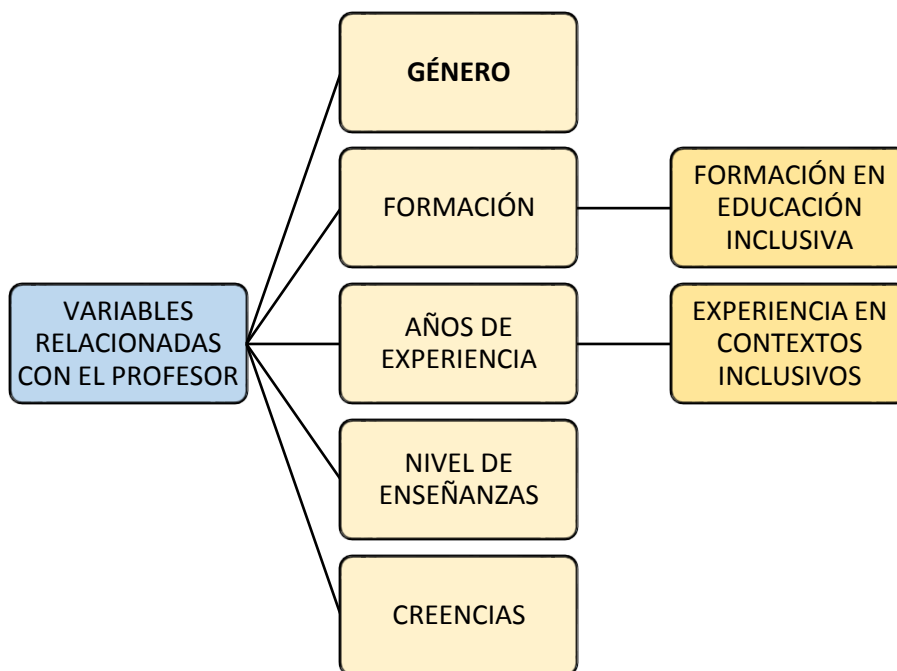 GÉNERO
FORMACIÓN
FORMACIÓN EN
EDUCACIÓN
INCLUSIVA
VARIABLES
RELACIONADAS
CON EL PROFESOR
AÑOS DE
EXPERIENCIA
EXPERIENCIA EN
CONTEXTOS
INCLUSIVOS
NIVEL DE
ENSEÑANZAS
CREENCIAS